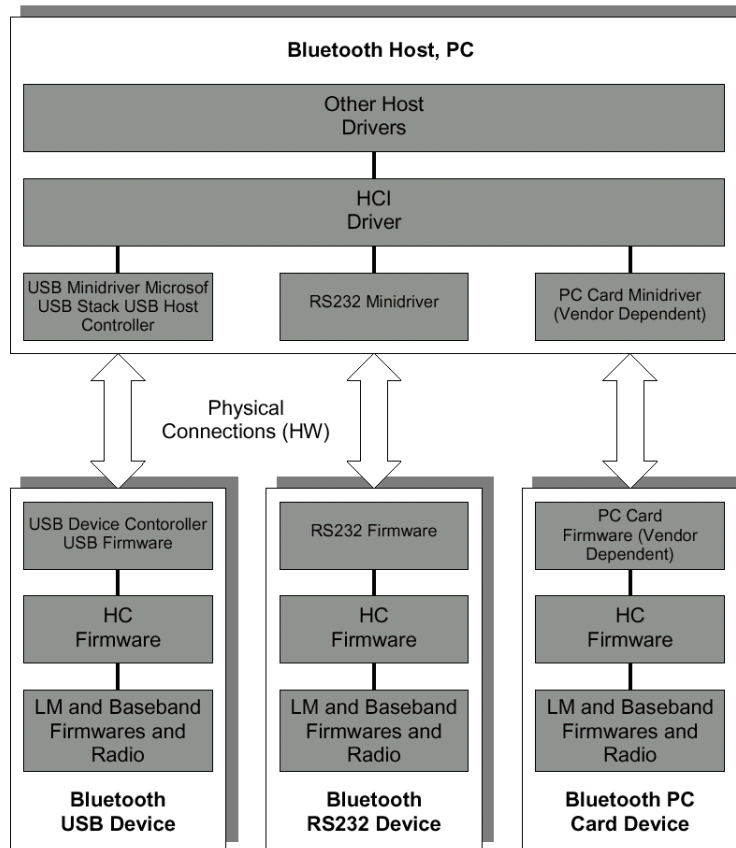 Bluetooth Host, PC
Other Host
Drivers
HCI
Driver
USB Minidriver Microsof
USB Stack USB Host
Controller
RS232 Minidriver
PC Card Minidriver
(Vendor Dependent)
Physical
Connections (HW)
USB Device Contoroller
USB Firmware
RS232 Firmware
PC Card
Firmware (Vendor
Dependent)
HC
Firmware
HC
Firmware
HC
Firmware
LM and Baseband
Firmwares and
Radio
LM and Baseband
Firmwares and
Radio
LM and Baseband
Firmwares and
Radio
Bluetooth
USB Device
Bluetooth
RS232 Device
Bluetooth PC
Card Device